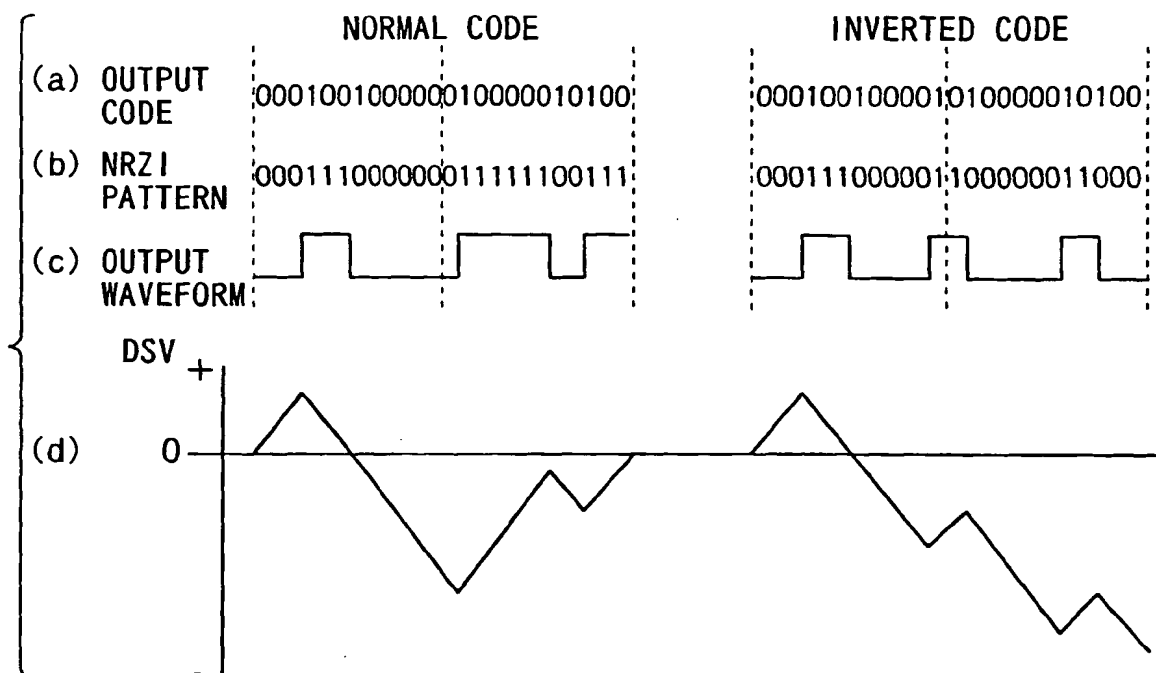 NORMAL CODE INVERTED CODE
(a) OUTPUT CODE 000100100000010000010100 000100100001010000010100
(b) NRZI PATTERN 000111000000011111100111 000111000001100000011000
(c) OUTPUT WAVEFORM
DSV
+
(d) 0